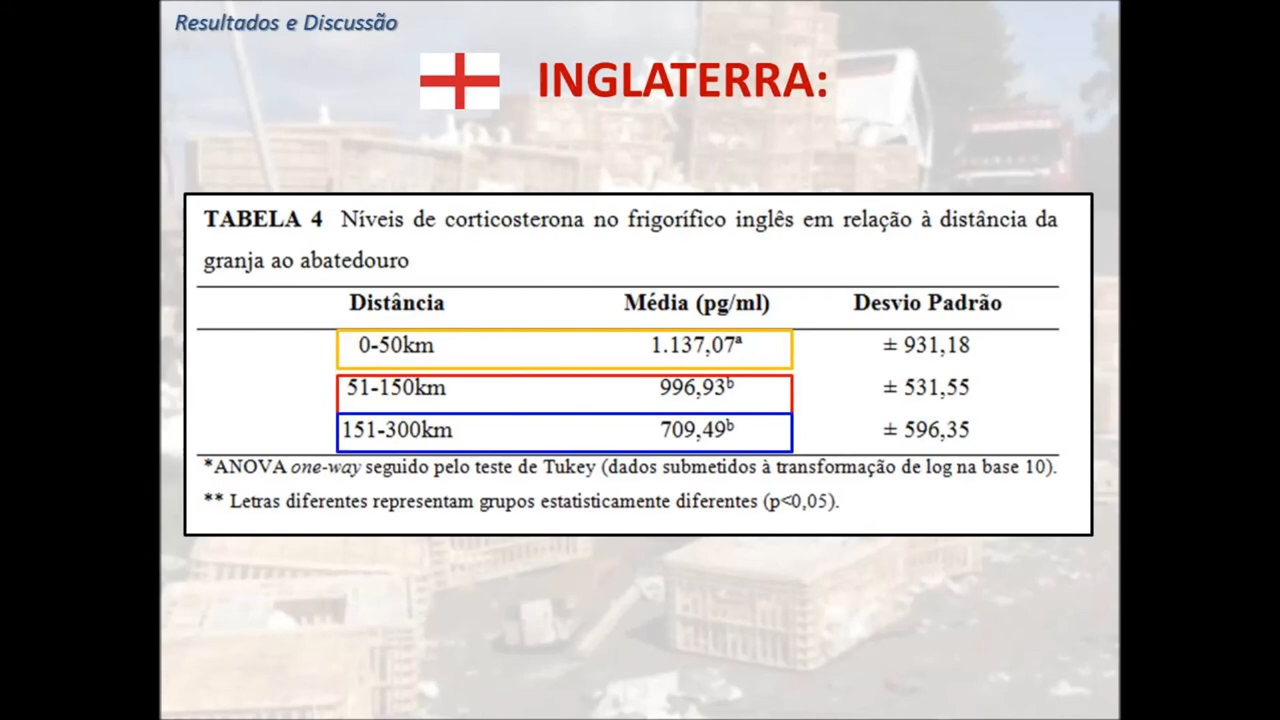 Resultados e Discussão
INGLATERRA:
TABELA 4 Níveis de corticosterona no frigorífico inglês em relação à distância da
granja ao abatedouro
Distância Média (pg/ml) Desvio Padrão
0-50km 1.137,07ª ± 931,18
51-150km 996,93ᵇ ± 531,55
151-300km 709,49ᵇ ± 596,35
*ANOVA one-way seguido pelo teste de Tukey (dados submetidos à transformação de log na base 10).
** Letras diferentes representam grupos estatisticamente diferentes (p<0,05).